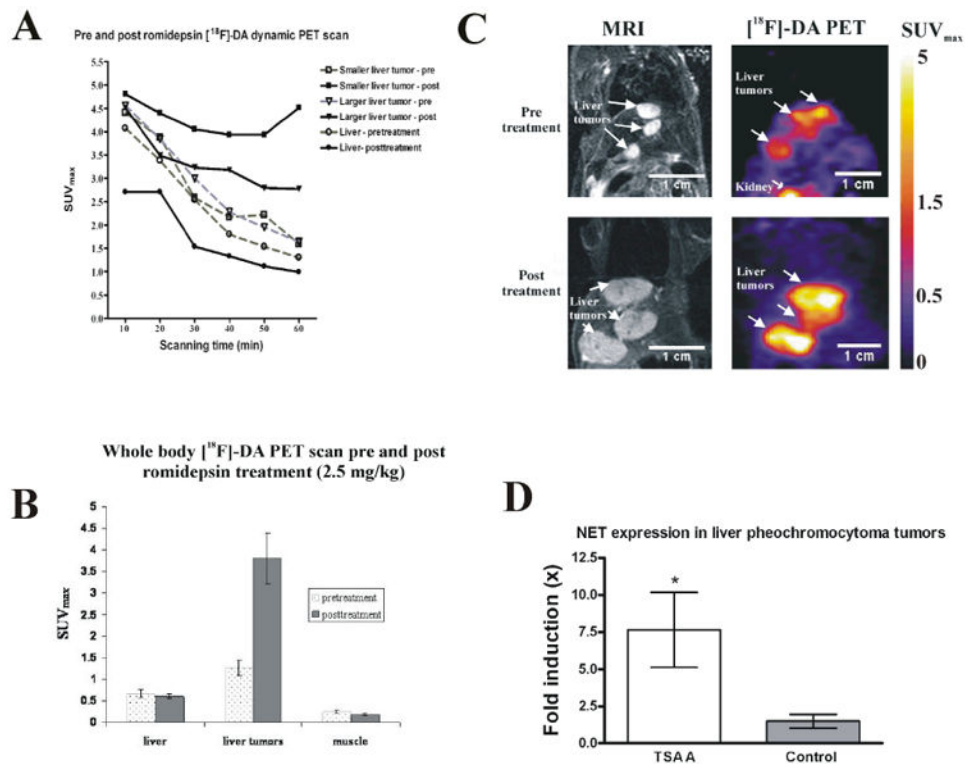 A
Pre and post romidepsin [¹⁸F]-DA dynamic PET scan
5.0
4.5
4.0
3.5
3.0
2.5
2.0
1.5
1.0
0.5
0.0
SUVmax
10 20 30 40 50 60
Scanning time (min)
Smaller liver tumor - pre
Smaller liver tumor - post
Larger liver tumor - pre
Larger liver tumor - post
Liver - pretreatment
Liver- posttreatment
C
MRI
[¹⁸F]-DA PET
SUVmax
Pre
treatment
Liver
tumors
1 cm
Liver
tumors
Kidney
1 cm
Post
treatment
Liver
tumors
1 cm
Liver
tumors
1 cm
5
1.5
0.5
0
B
Whole body [¹⁸F]-DA PET scan pre and post
romidepsin treatment (2.5 mg/kg)
5
4.5
4
3.5
3
2.5
2
1.5
1
0.5
0
SUVmax
pretreatment
posttreatment
liver liver tumors muscle
D
NET expression in liver pheochromocytoma tumors
12.5
10.0
7.5
5.0
2.5
0.0
Fold induction (x)
*
TSAA Control